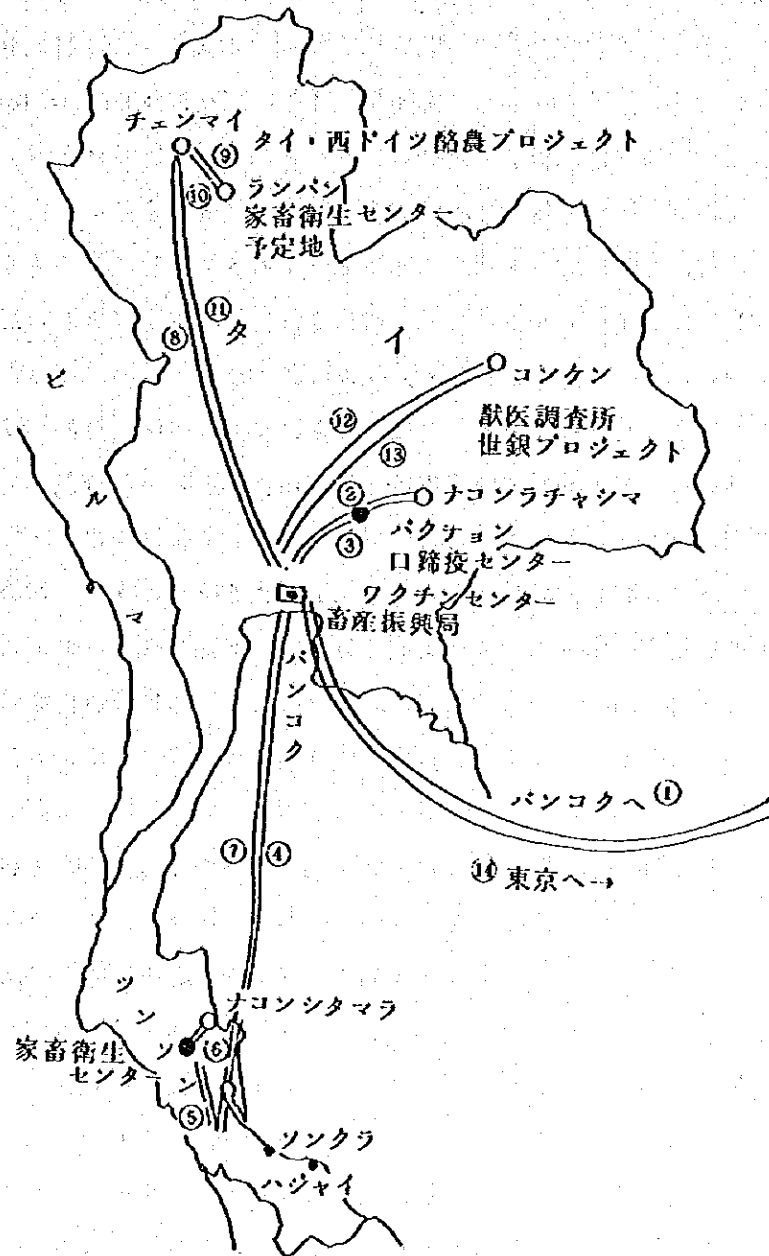 チェンマイ
⑨ タイ・西ドイツ酪農プロジェクト
⑩ ランパン
家畜衛生センター
予定地
⑪
⑧
タイ
ビルマ
コンケン
⑫
獣医調査所
世銀プロジェクト
⑬
② ナコンラチャシマ
③ パクチョン
口蹄疫センター
ワクチンセンター
畜産振興局
バンコク
バンコクへ ①
⑦ ④
⑭ 東京へ→
ナコンシタマラ
ツンソン
家畜衛生
センター
⑥
⑤
ソンクラ
ハジャイ